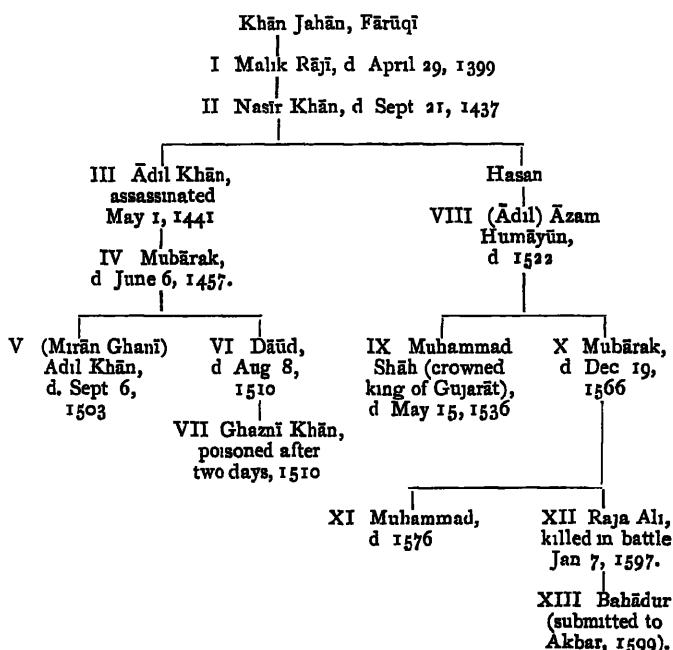 Khān Jahān, Fārūqī
I Malik Rājī, d April 29, 1399
II Nasīr Khān, d Sept 21, 1437
III Ādil Khān,
assassinated
May 1, 1441
IV Mubārak,
d June 6, 1457.
Hasan
VIII (Ādil) Āzam
Humāyūn,
d 1522
V (Mīrān Ghanī)
Adil Khān,
d. Sept 6,
1503
VI Dāūd,
d Aug 8,
1510
VII Ghaznī Khān,
poisoned after
two days, 1510
IX Muhammad
Shāh (crowned
king of Gujarāt),
d May 15, 1536
X Mubārak,
d Dec 19,
1566
XI Muhammad,
d 1576
XII Raja Alī,
killed in battle
Jan 7, 1597.
XIII Bahādur
(submitted to
Akbar, 1599).